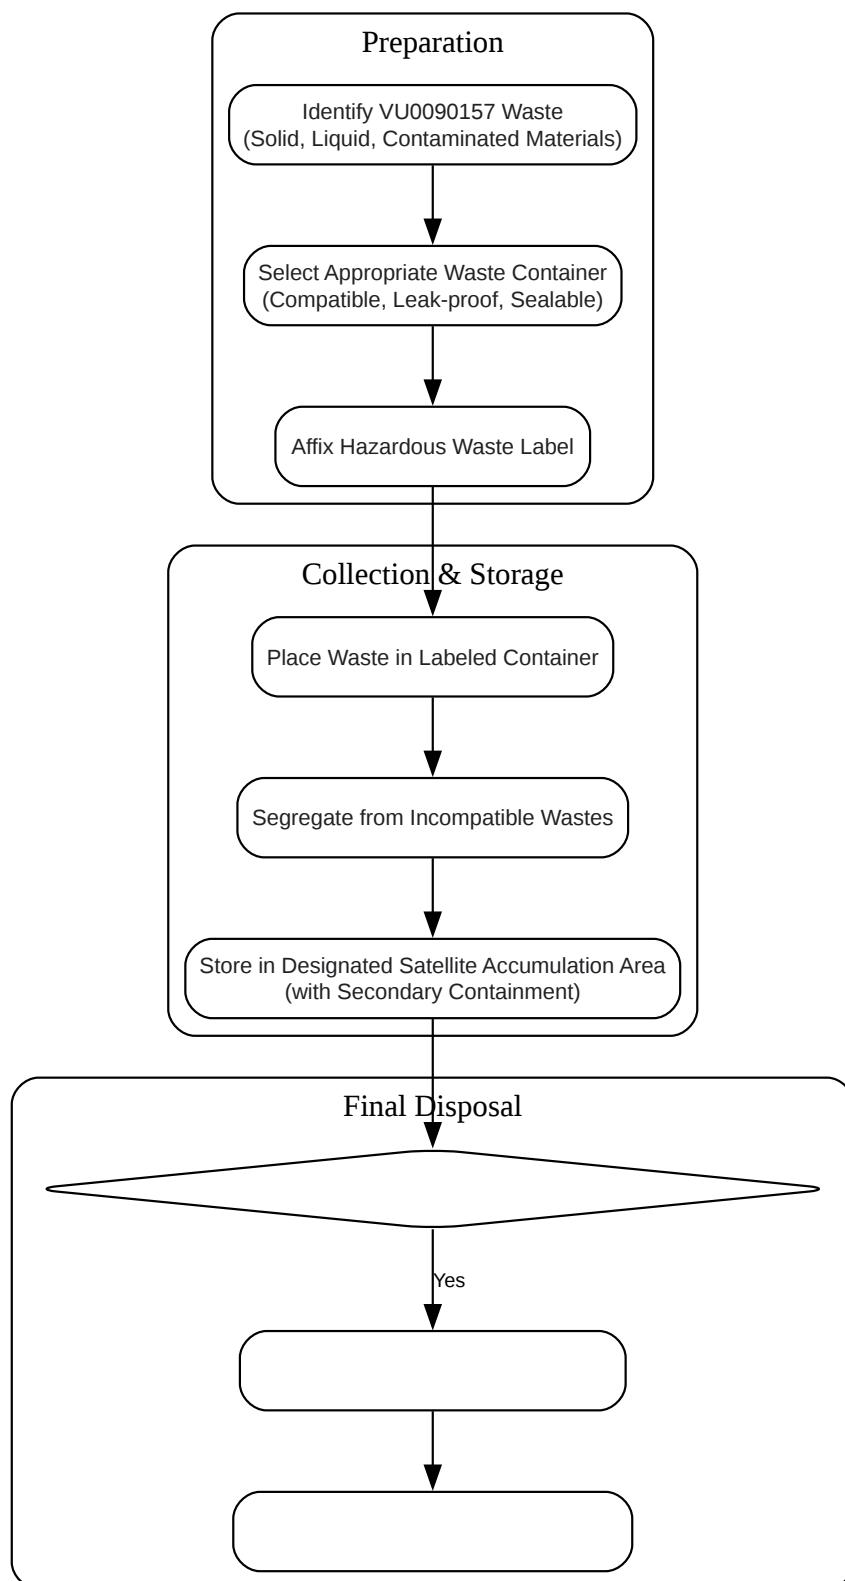 Preparation
Identify VU0090157 Waste
(Solid, Liquid, Contaminated Materials)
Select Appropriate Waste Container
(Compatible, Leak-proof, Sealable)
Affix Hazardous Waste Label
Collection & Storage
Place Waste in Labeled Container
Segregate from Incompatible Wastes
Store in Designated Satellite Accumulation Area
(with Secondary Containment)
Final Disposal
Yes